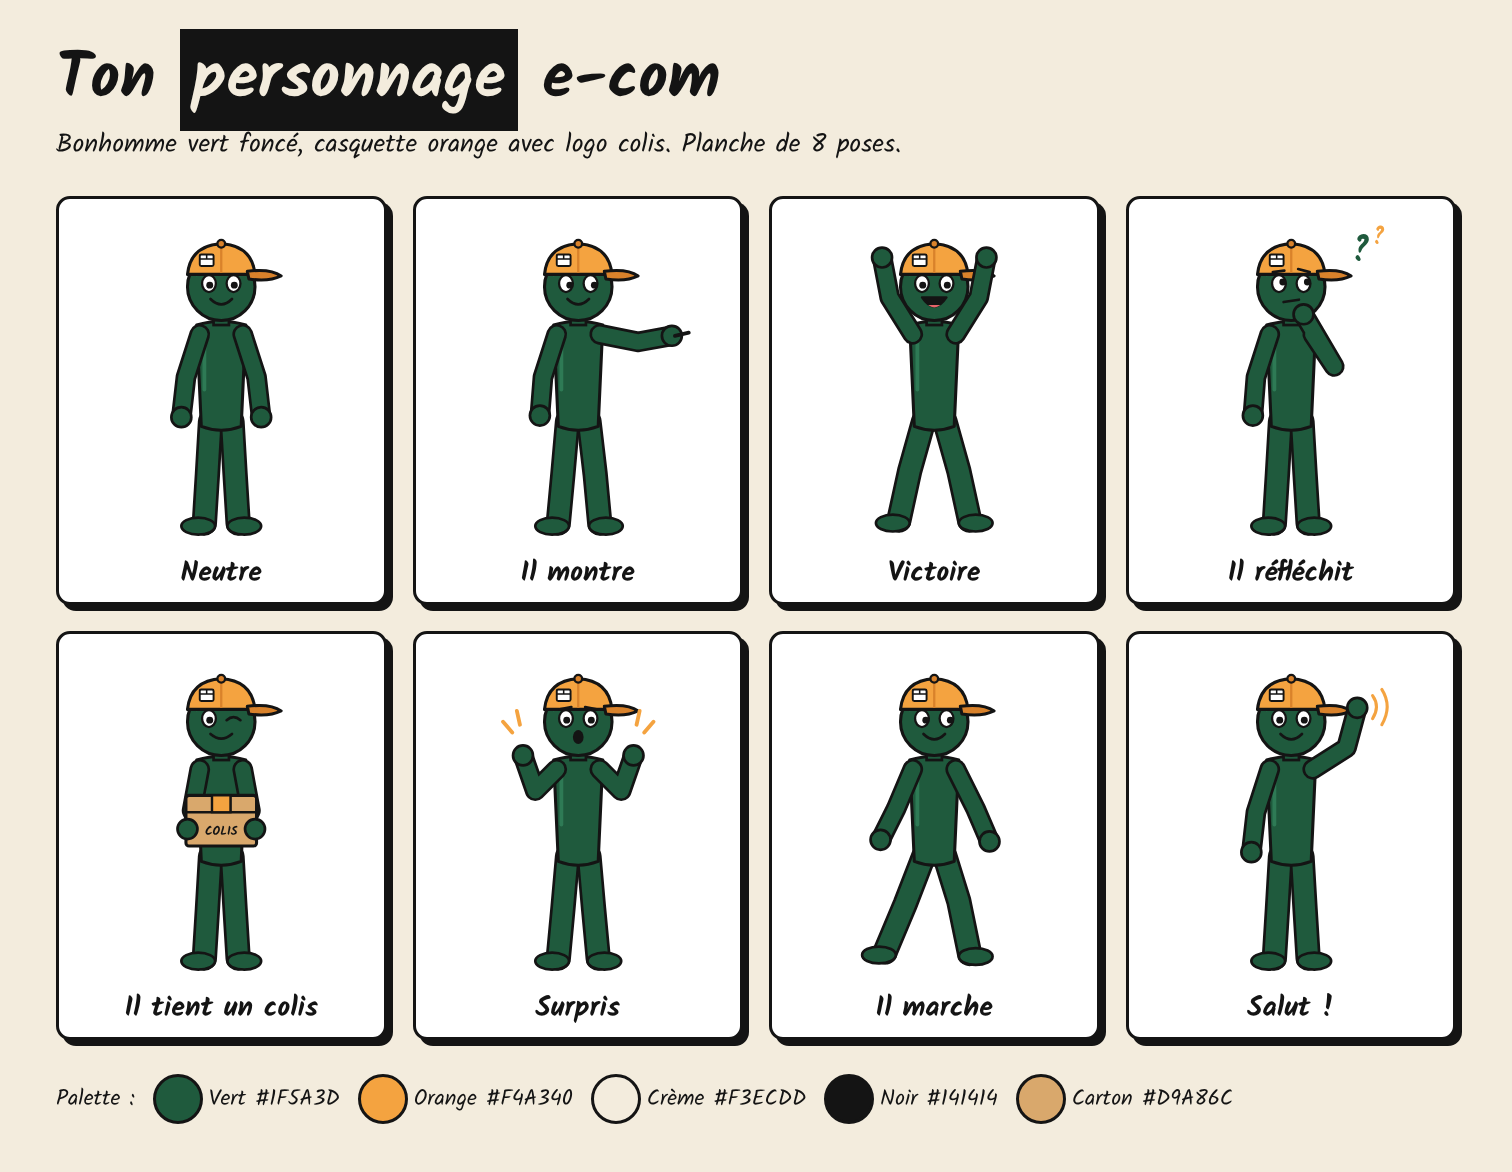 Ton personnage e-com
Bonhomme vert foncé, casquette orange avec logo colis. Planche de 8 poses.
? ?
Neutre
Il montre
Victoire
Il réfléchit
COLIS
Il tient un colis
Surpris
Il marche
Salut !
Palette : Vert #1F5A3D Orange #F4A340 Crème #F3ECDD Noir #141414 Carton #D9A86C